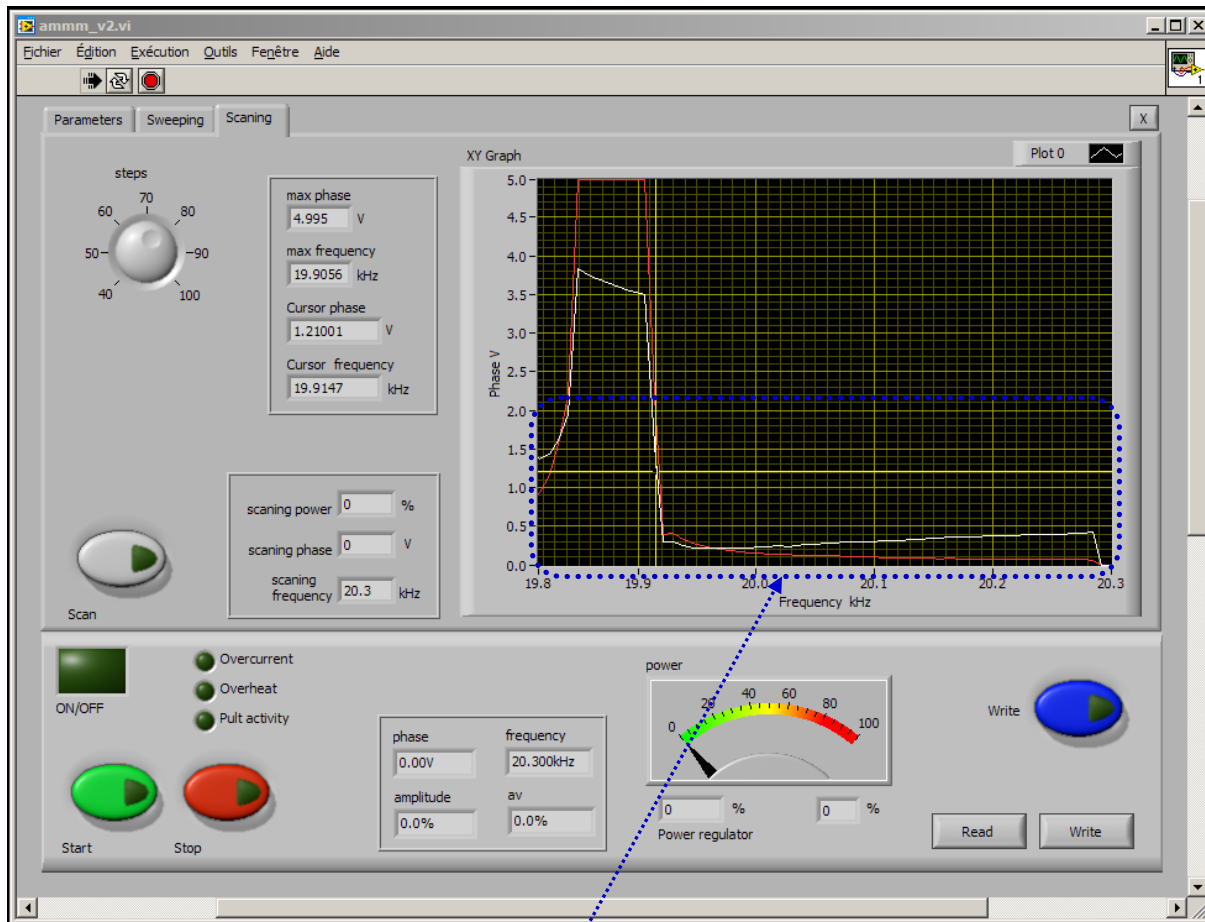 ammm_v2.vi
Fichier Édition Exécution Outils Fenêtre Aide
1
Parameters Sweeping Scaning X
steps
40 50 60 70 80 90 100
max phase
4.995 V
max frequency
19.9056 kHz
Cursor phase
1.21001 V
Cursor frequency
19.9147 kHz
scaning power 0 %
scaning phase 0 V
scaning
frequency 20.3 kHz
Scan
XY Graph Plot 0
5.0
4.5
4.0
3.5
3.0
2.5
2.0
1.5
1.0
0.5
0.0
Phase V
19.8 19.9 20.0 20.1 20.2 20.3
Frequency kHz
ON/OFF
Overcurrent
Overheat
Pult activity
Start Stop
phase frequency
0.00V 20.300kHz
amplitude av
0.0% 0.0%
power
0 20 40 60 80 100
0 % 0 %
Power regulator
Write
Read Write